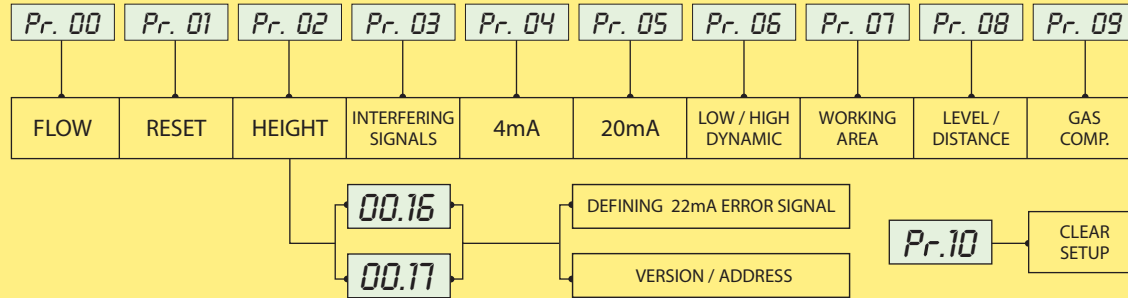 Pr. 00 Pr. 01 Pr. 02 Pr. 03 Pr. 04 Pr. 05 Pr. 06 Pr. 07 Pr. 08 Pr. 09
FLOW RESET HEIGHT INTERFERING SIGNALS 4mA 20mA LOW / HIGH DYNAMIC WORKING AREA LEVEL / DISTANCE GAS COMP.
00.16 DEFINING 22mA ERROR SIGNAL
00.17 VERSION / ADDRESS
Pr.10 CLEAR SETUP